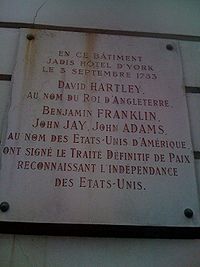 EN CE BÂTIMENT
JADIS HÔTEL D'YORK
LE 3 SEPTEMBRE 1783
DAVID HARTLEY,
AU NOM DU ROI D'ANGLETERRE,
BENJAMIN FRANKLIN,
JOHN JAY, JOHN ADAMS,
AU NOM DES ETATS-UNIS D'AMÉRIQUE,
ONT SIGNÉ LE TRAITÉ DÉFINITIF DE PAIX
RECONNAISSANT L'INDÉPENDANCE
DES ETATS-UNIS.